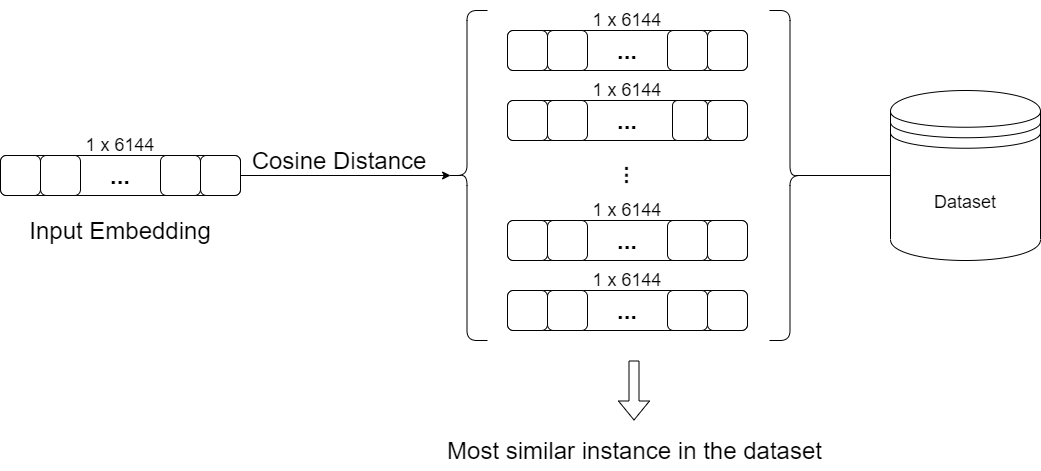 1 x 6144
...
Input Embedding
Cosine Distance
1 x 6144
...
1 x 6144
...
...
1 x 6144
...
1 x 6144
...
Dataset
Most similar instance in the dataset